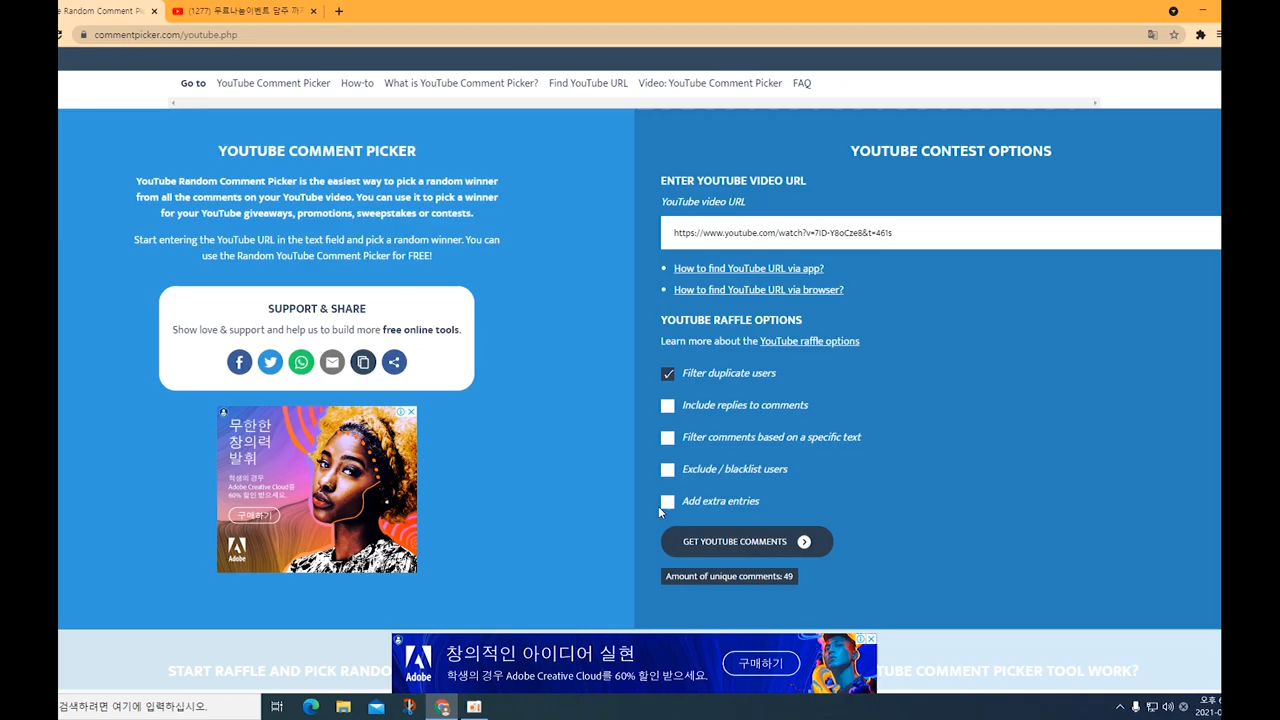 e Random Comment Pi
(1277) 무료나눔이벤트 담주 까지
commentpicker.com/youtube.php
Go to YouTube Comment Picker How-to What is YouTube Comment Picker? Find YouTube URL Video: YouTube Comment Picker FAQ
YOUTUBE COMMENT PICKER
YouTube Random Comment Picker is the easiest way to pick a random winner
from all the comments on your YouTube video. You can use it to pick a winner
for your YouTube giveaways, promotions, sweepstakes or contests.
Start entering the YouTube URL in the text field and pick a random winner. You can
use the Random YouTube Comment Picker for FREE!
SUPPORT & SHARE
Show love & support and help us to build more free online tools.
무한한
창의력
발휘
학생의 경우
Adobe Creative Cloud를
60% 할인 받으세요.
구매하기
Adobe
YOUTUBE CONTEST OPTIONS
ENTER YOUTUBE VIDEO URL
YouTube video URL
https://www.youtube.com/watch?v=7ID-Y8oCze8&t=461s
How to find YouTube URL via app?
How to find YouTube URL via browser?
YOUTUBE RAFFLE OPTIONS
Learn more about the YouTube raffle options
Filter duplicate users
Include replies to comments
Filter comments based on a specific text
Exclude / blacklist users
Add extra entries
GET YOUTUBE COMMENTS
Amount of unique comments: 49
START RAFFLE AND PICK RANDO
UTUBE COMMENT PICKER TOOL WORK?
Adobe
창의적인 아이디어 실현
학생의 경우 Adobe Creative Cloud를 60% 할인 받으세요.
구매하기
검색하려면 여기에 입력하십시오.
오후 6
2021-0